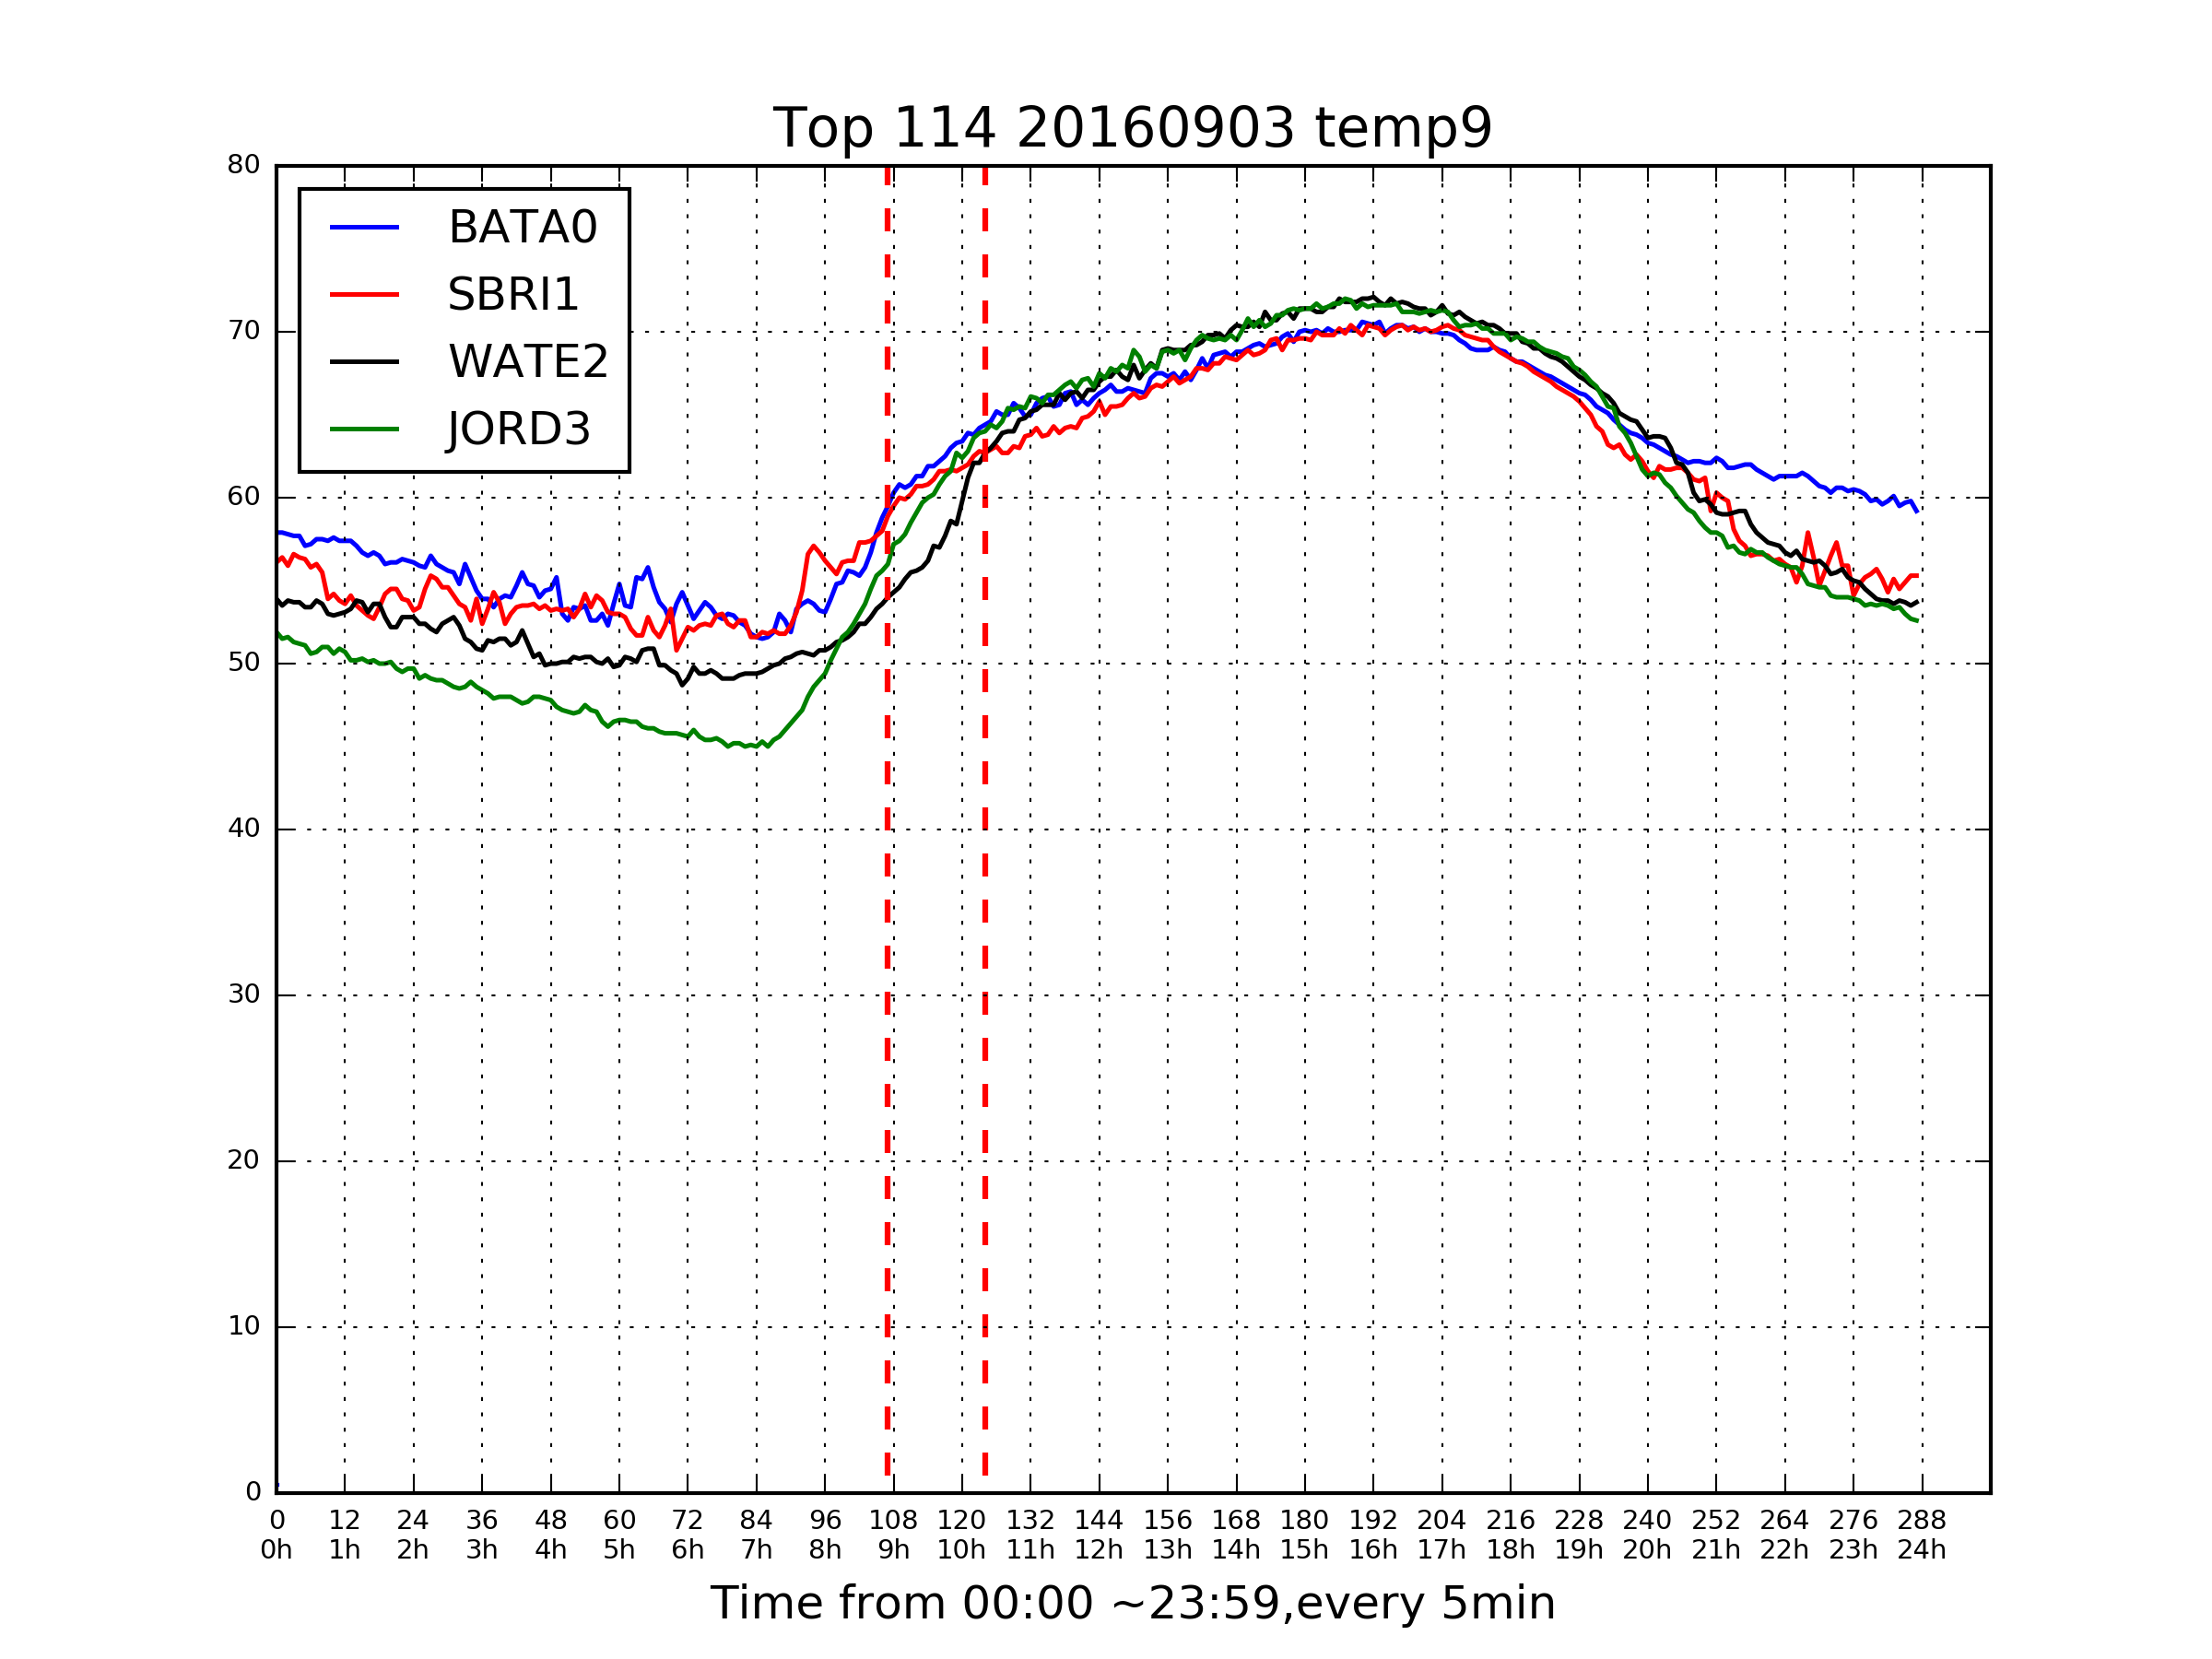 Top 114 20160903 temp9
80
BATA0
SBRI1
WATE2
JORD3
70
60
50
40
30
20
10
0
0 12 24 36 48 60 72 84 96 108 120 132 144 156 168 180 192 204 216 228 240 252 264 276 288
0h 1h 2h 3h 4h 5h 6h 7h 8h 9h 10h 11h 12h 13h 14h 15h 16h 17h 18h 19h 20h 21h 22h 23h 24h
Time from 00:00 ~23:59,every 5min